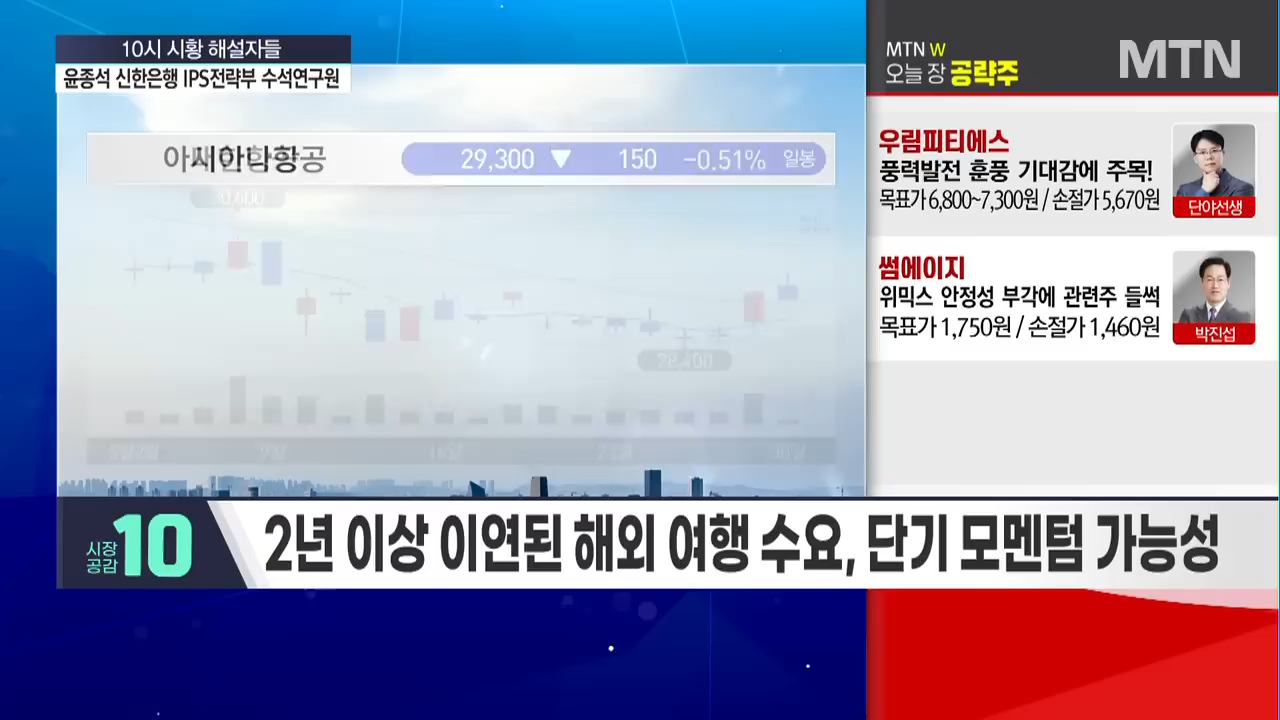 10시 시황 해설자들
윤종석 신한은행 IPS전략부 수석연구원
29,300 ▼ 150 -0.51% 일봉
30,600
28,400
MTN W
오늘 장 공략주
MTN
우림피티에스
풍력발전 훈풍 기대감에 주목!
목표가 6,800~7,300원 / 손절가 5,670원
단야선생
썸에이지
위믹스 안정성 부각에 관련주 들썩
목표가 1,750원 / 손절가 1,460원
박진섭
시장
공감
10
2년 이상 이연된 해외 여행 수요, 단기 모멘텀 가능성